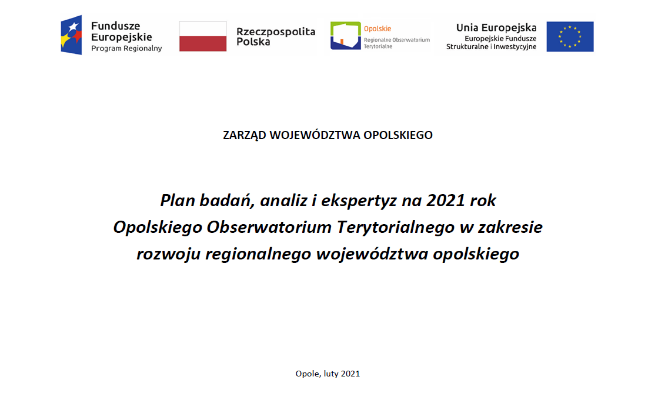 Fundusze
Europejskie
Program Regionalny
Rzeczpospolita
Polska
Opolskie
Regionalne Obserwatorium
Terytorialne
Unia Europejska
Europejskie Fundusze
Strukturalne i Inwestycyjne
ZARZĄD WOJEWÓDZTWA OPOLSKIEGO
Plan badań, analiz i ekspertyz na 2021 rok
Opolskiego Obserwatorium Terytorialnego w zakresie
rozwoju regionalnego województwa opolskiego
Opole, luty 2021